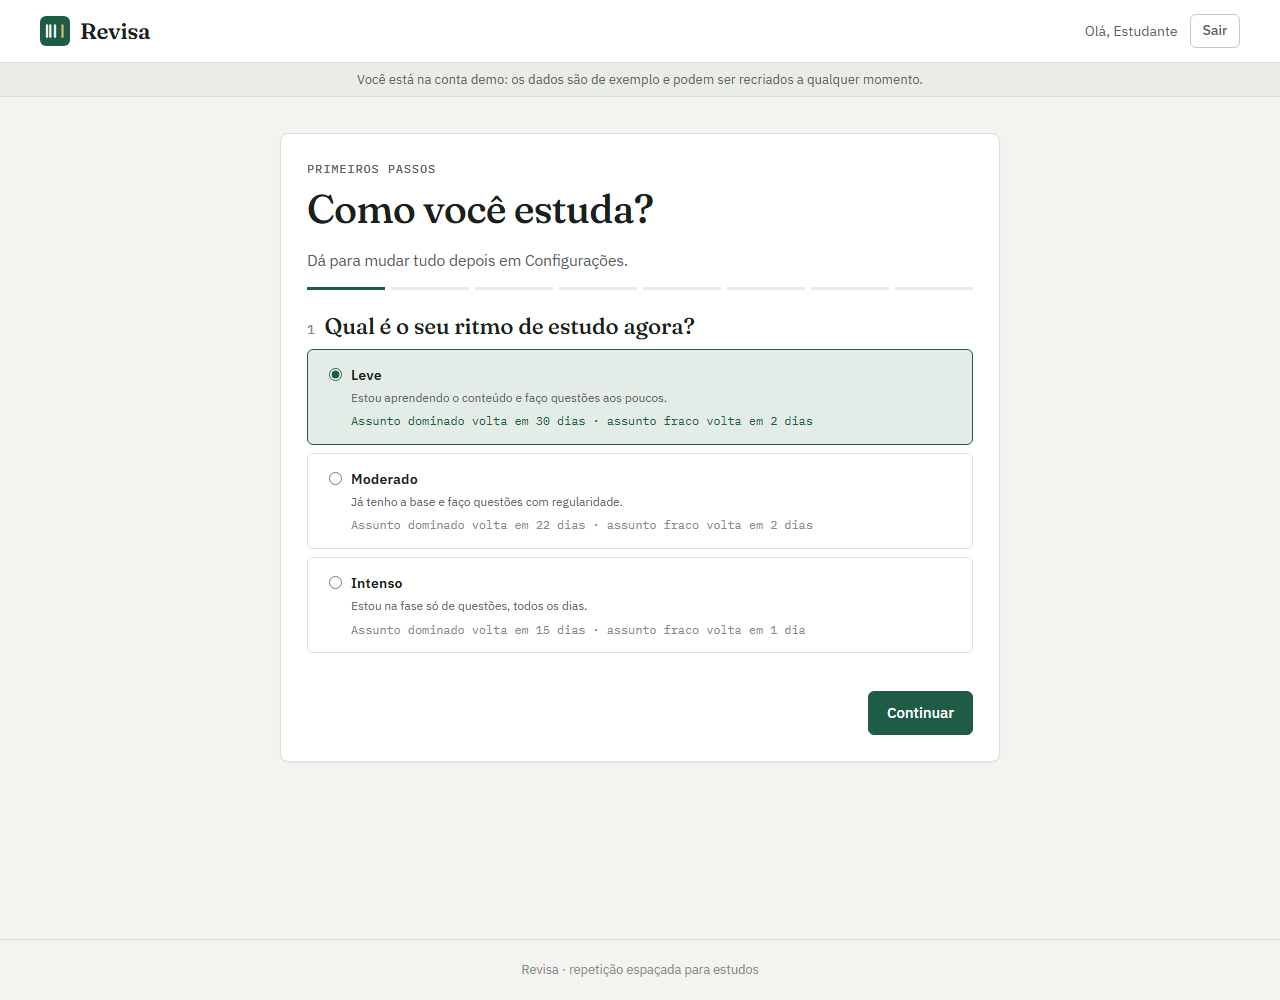 Revisa
Olá, Estudante
Sair
Você está na conta demo: os dados são de exemplo e podem ser recriados a qualquer momento.
PRIMEIROS PASSOS
Como você estuda?
Dá para mudar tudo depois em Configurações.
1 Qual é o seu ritmo de estudo agora?
Leve
Estou aprendendo o conteúdo e faço questões aos poucos.
Assunto dominado volta em 30 dias · assunto fraco volta em 2 dias
Moderado
Já tenho a base e faço questões com regularidade.
Assunto dominado volta em 22 dias · assunto fraco volta em 2 dias
Intenso
Estou na fase só de questões, todos os dias.
Assunto dominado volta em 15 dias · assunto fraco volta em 1 dia
Continuar
Revisa · repetição espaçada para estudos